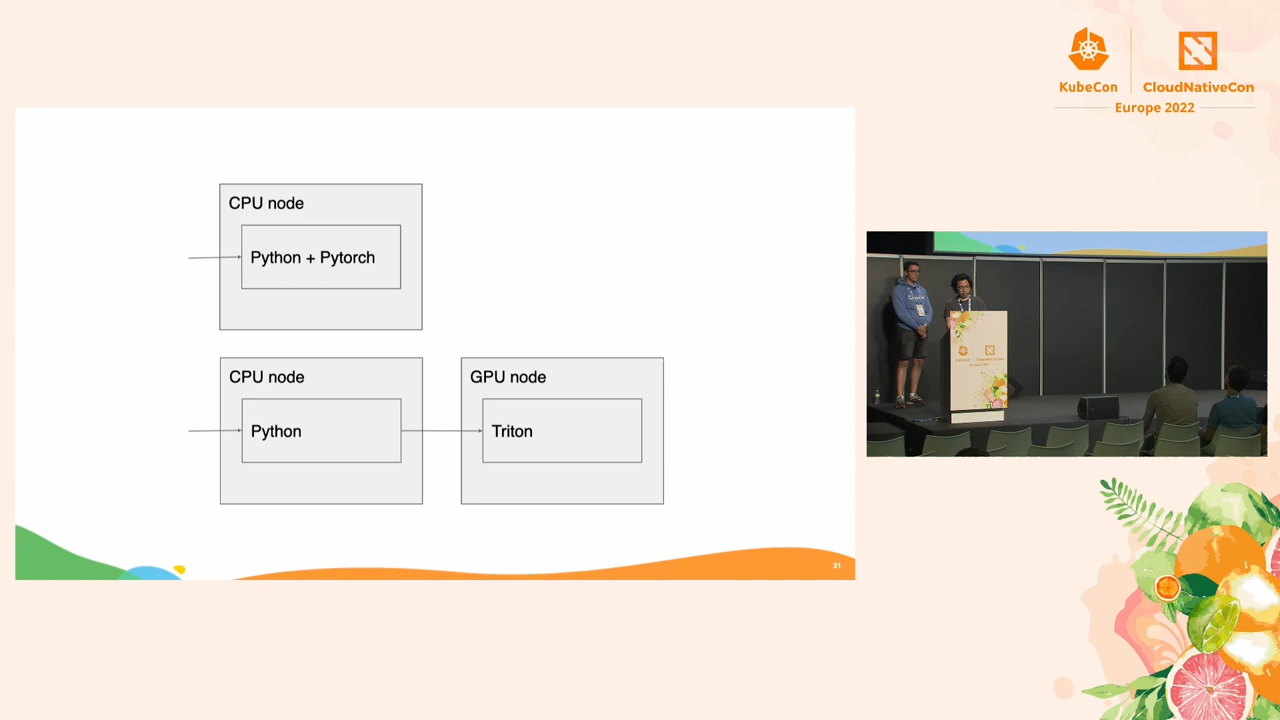 KubeCon
CloudNativeCon
Europe 2022
CPU node
Python + Pytorch
CPU node
Python
GPU node
Triton
21